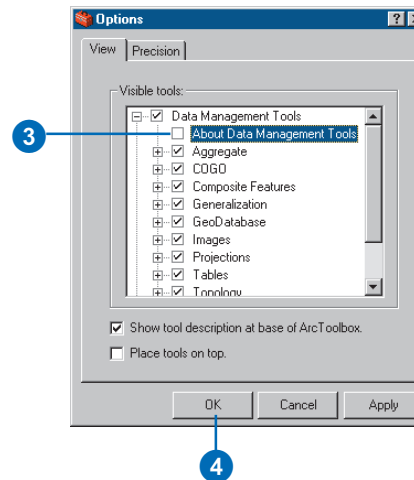 Options
View Precision
Visible tools:
Data Management Tools
3
About Data Management Tools
Aggregate
COGO
Composite Features
Generalization
GeoDatabase
Images
Projections
Tables
Topology
Show tool description at base of ArcToolbox.
Place tools on top.
OK Cancel Apply
4